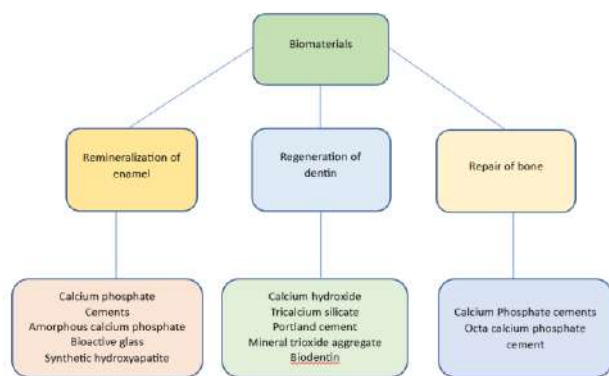 Biomaterials
Remineralization of
enamel
Regeneration of
dentin
Repair of bone
Calcium phosphate
Cements
Amorphous calcium phosphate
Bioactive glass
Synthetic hydroxyapatite
Calcium hydroxide
Tricalcium silicate
Portland cement
Mineral trioxide aggregate
Biodentin
Calcium Phosphate cements
Octa calcium phosphate
cement